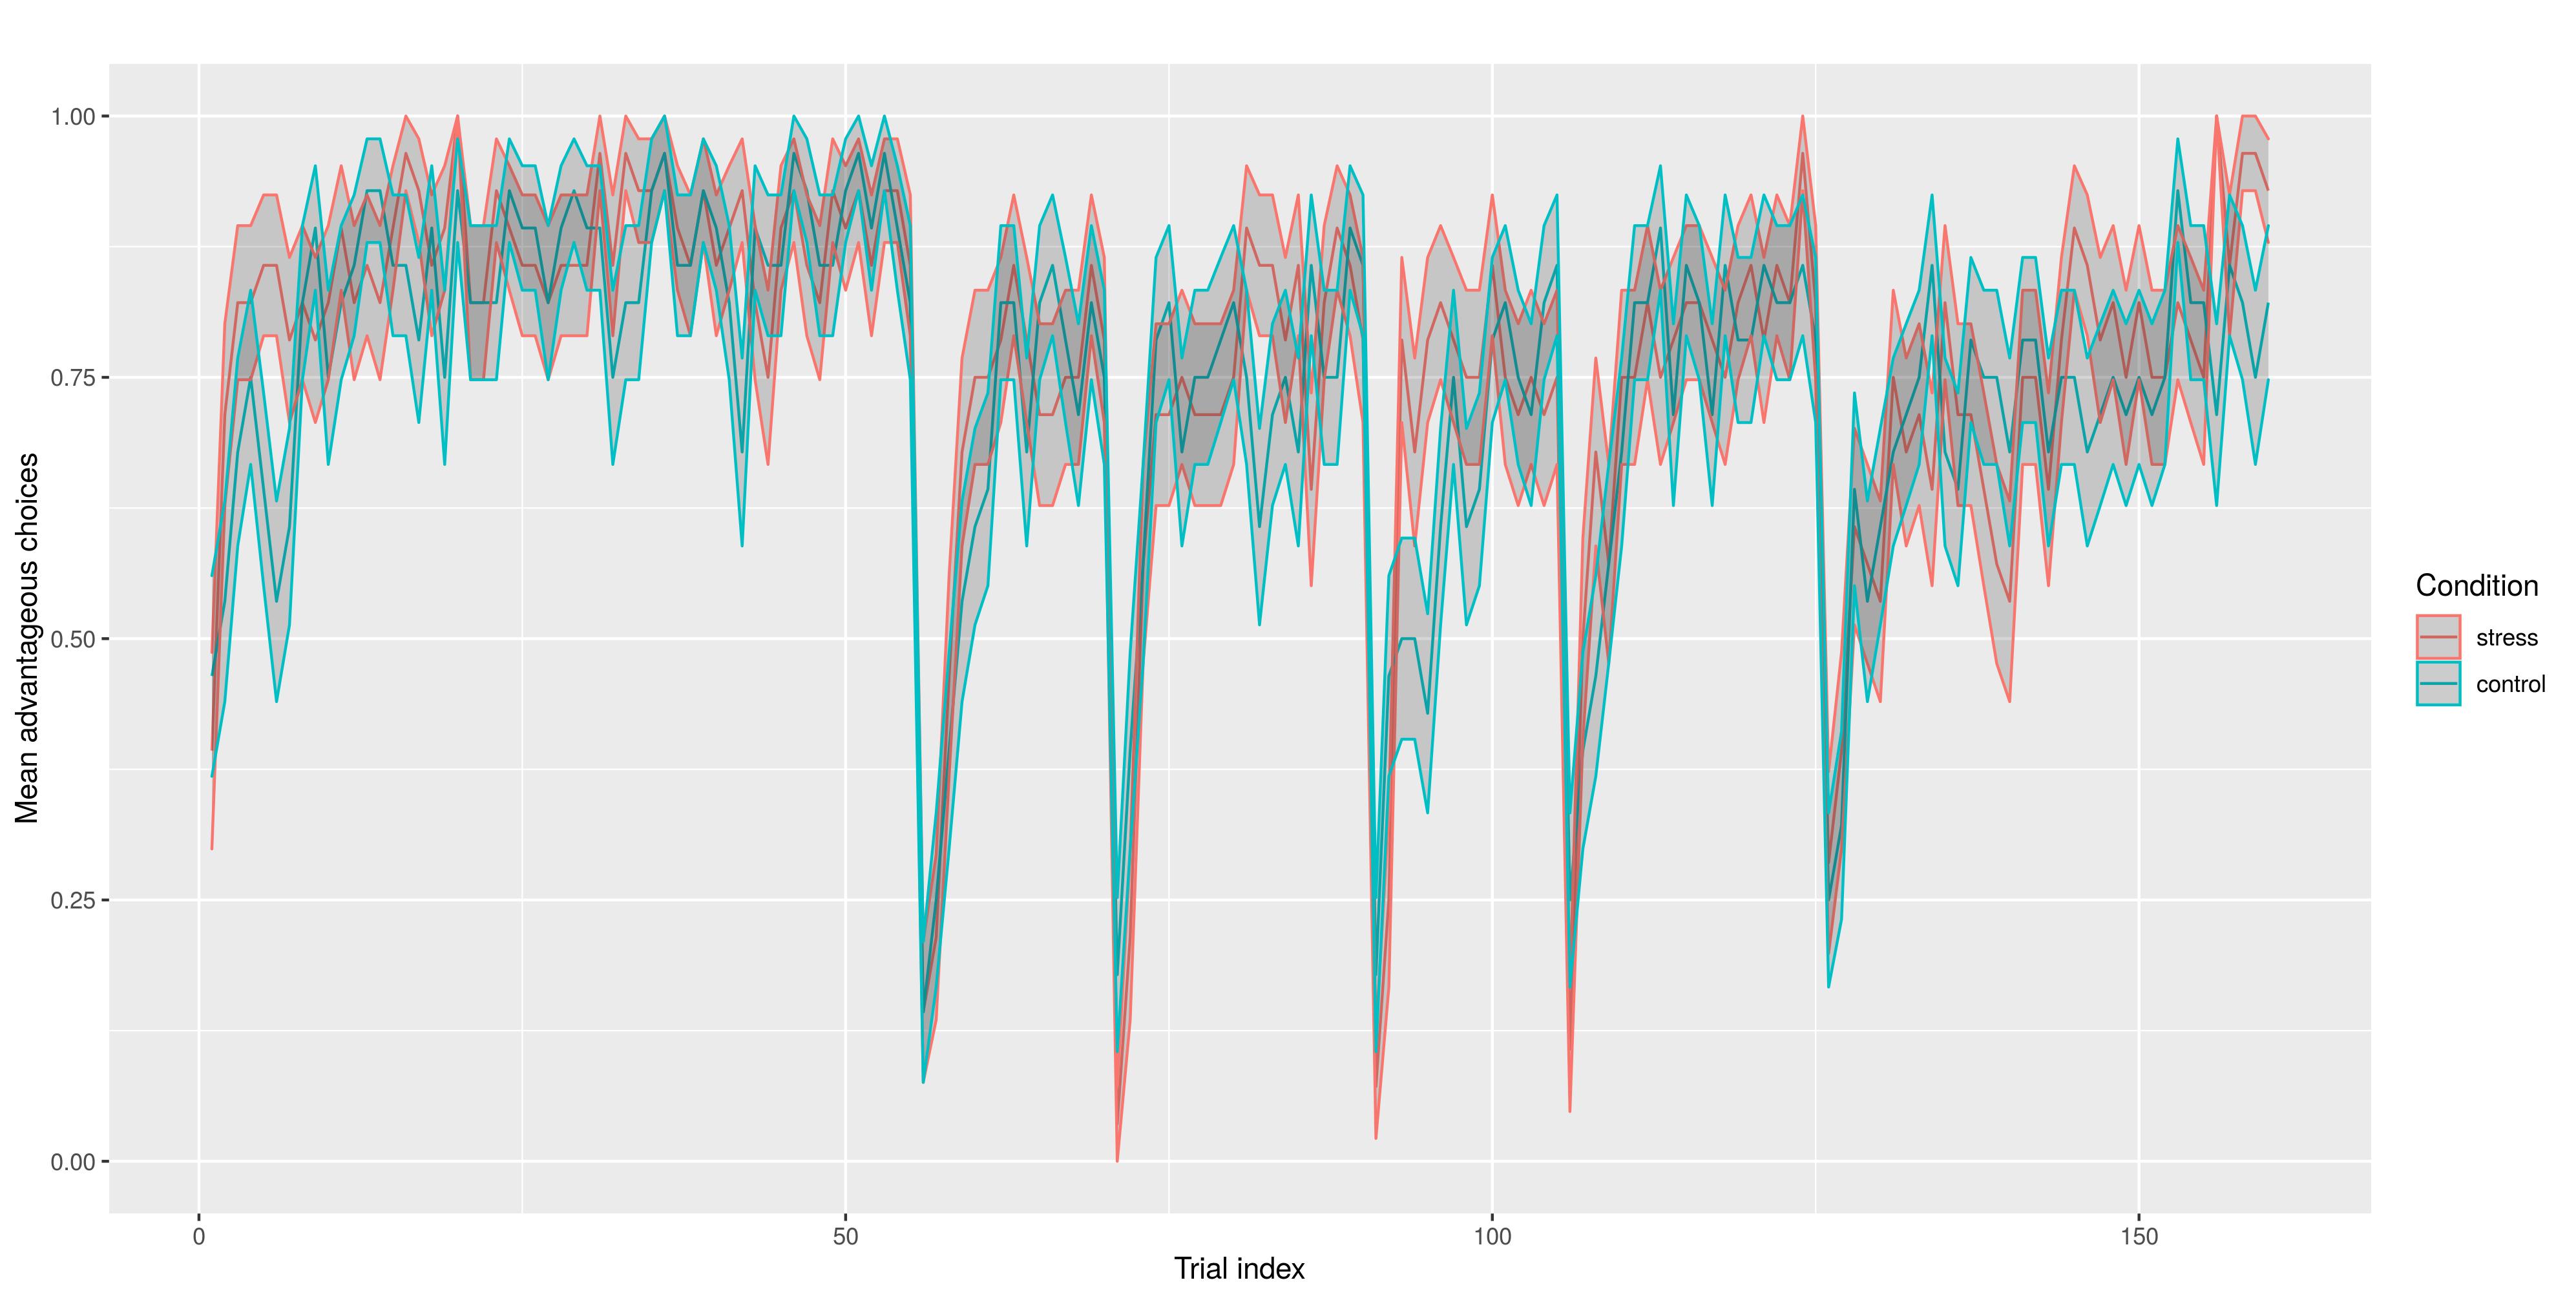 Mean advantageous choices
1.00
0.75
0.50
0.25
0.00
0 50 100 150
Trial index
Condition
stress
control